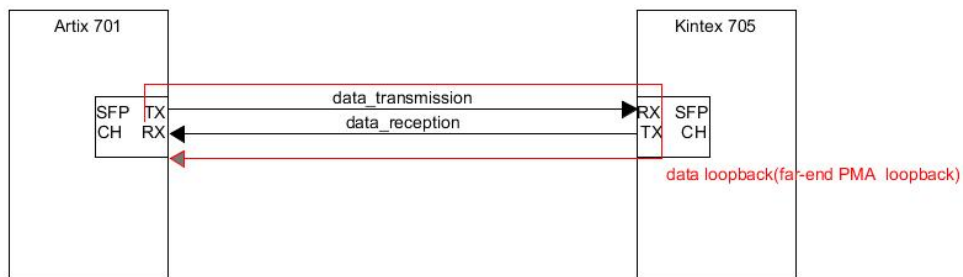 Artix 701
Kintex 705
SFP TX
CH RX
data_transmission
data_reception
RX SFP
TX CH
data loopback(far-end PMA loopback)